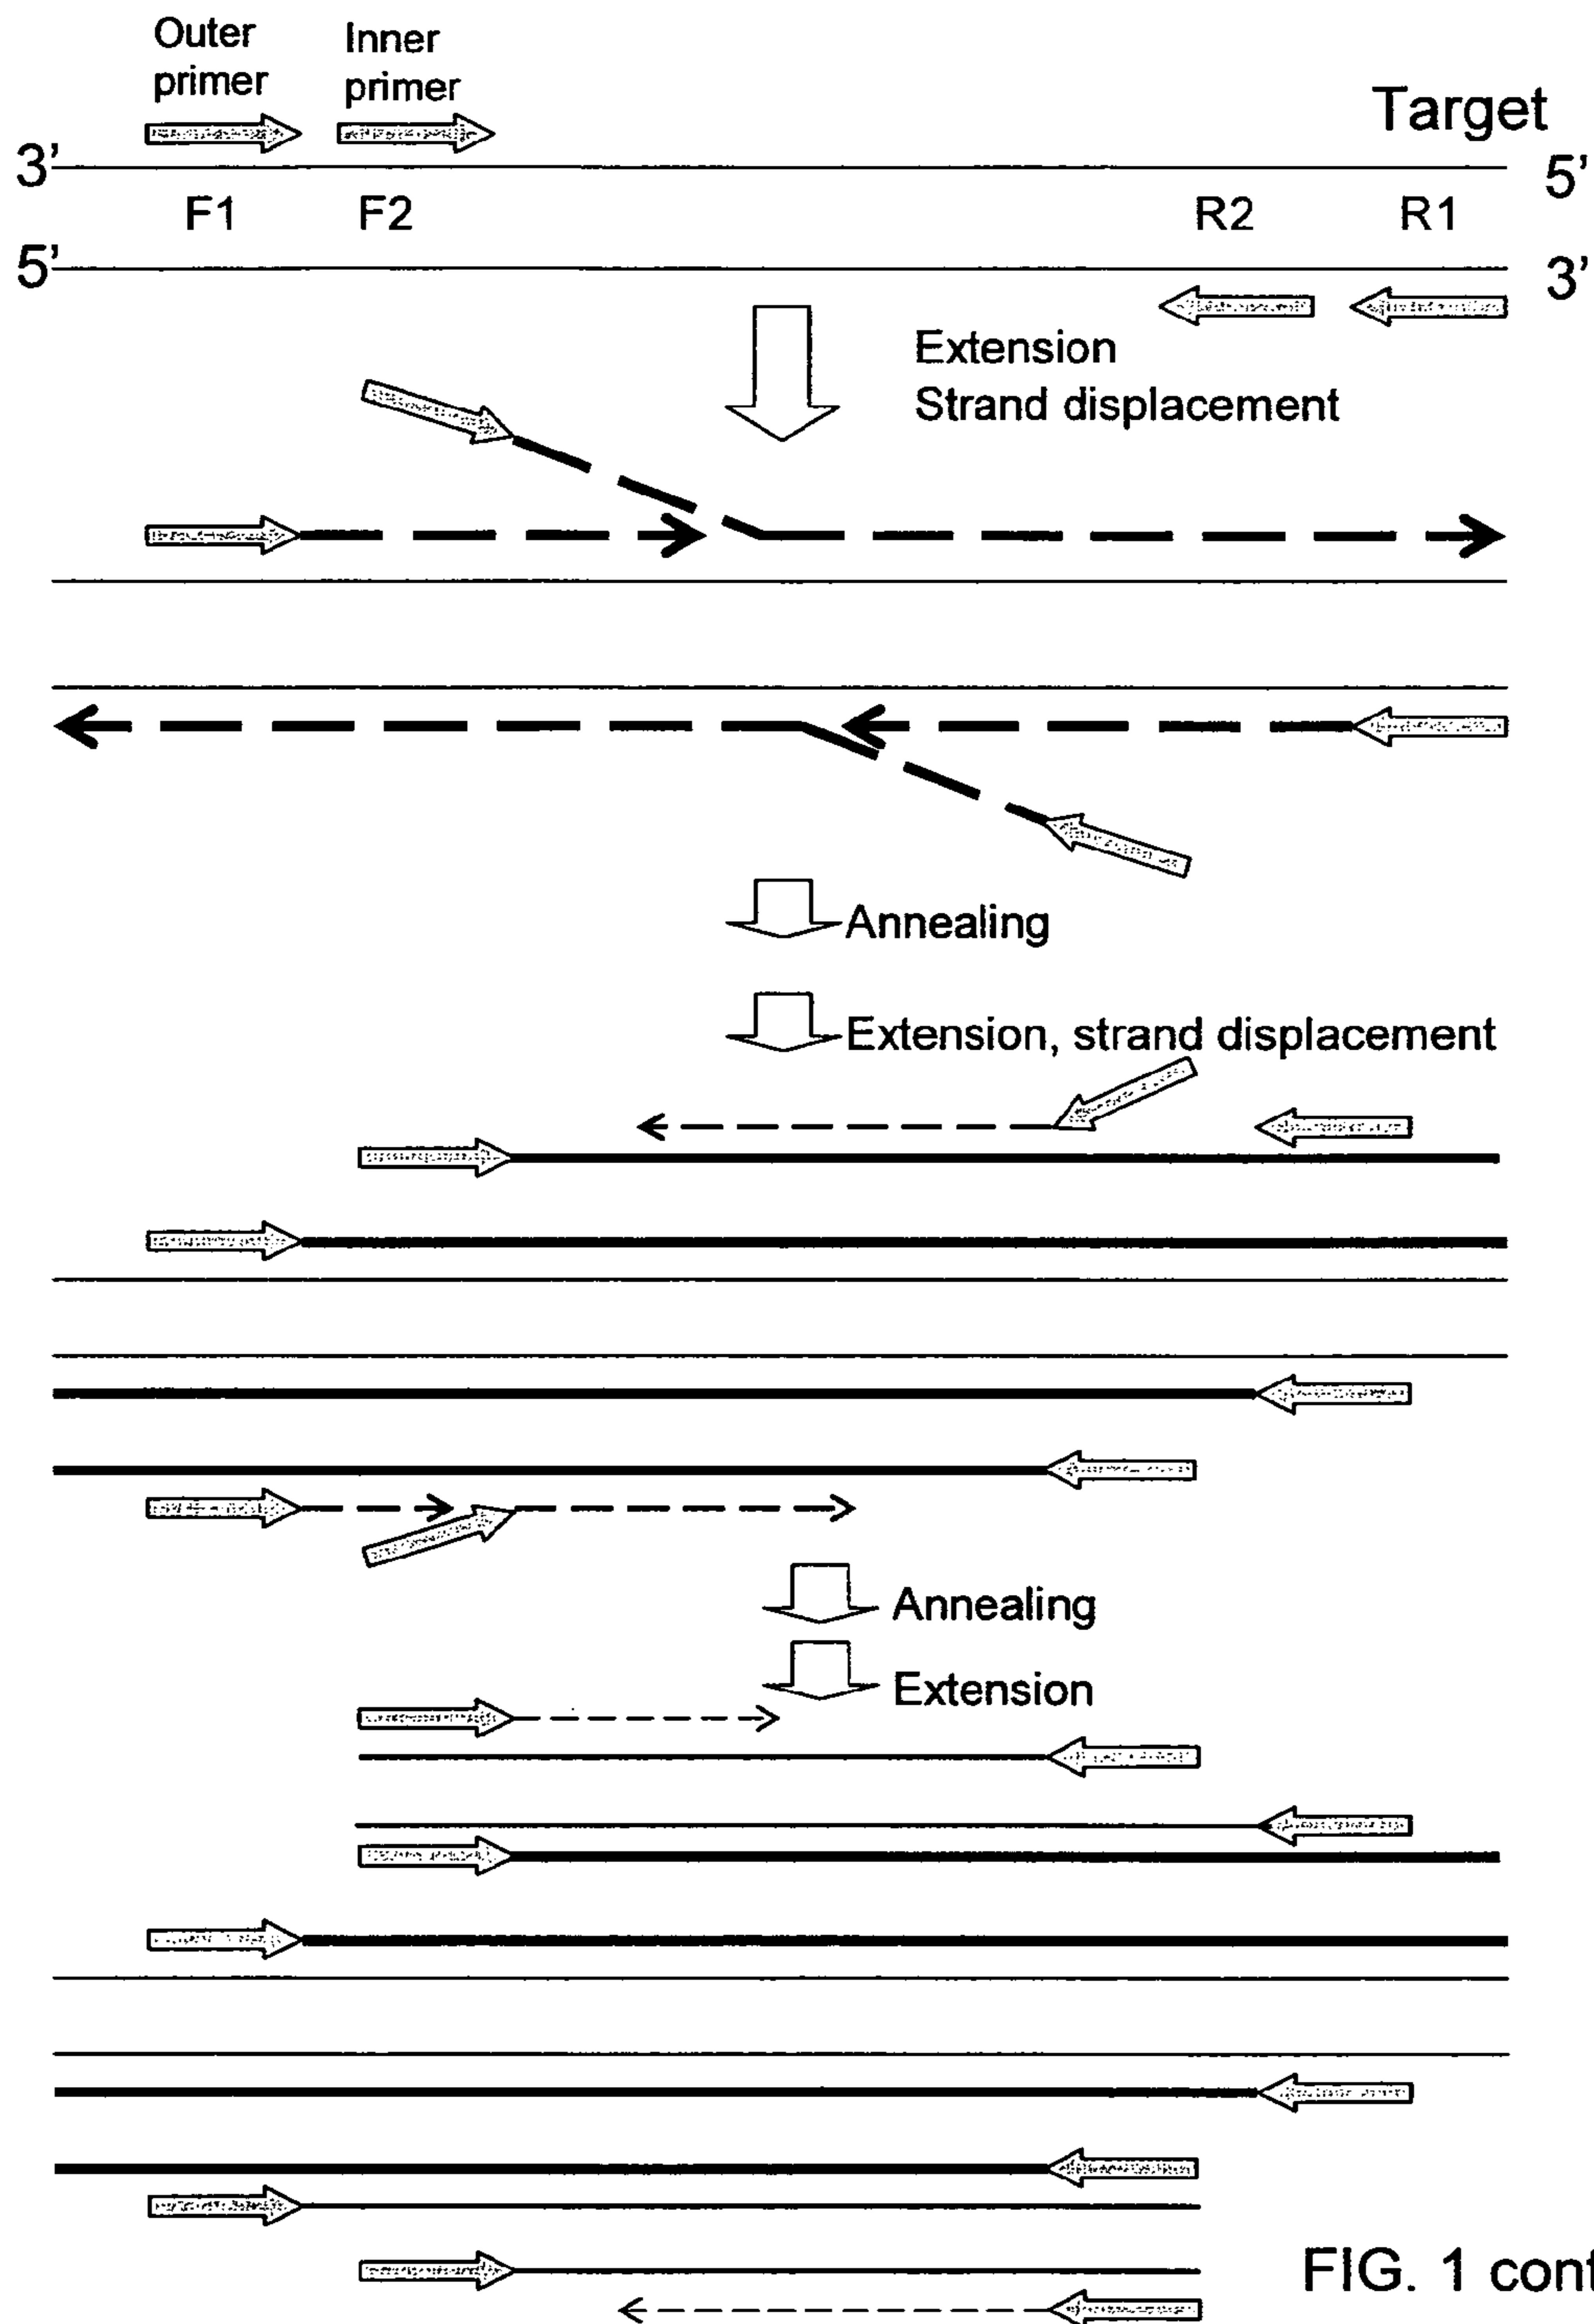 Outer
primer
Inner
primer
Target
3'
5'
F1 F2 R2 R1
5'
3'
Extension
Strand displacement
Annealing
Extension, strand displacement
Annealing
Extension
FIG. 1 cont